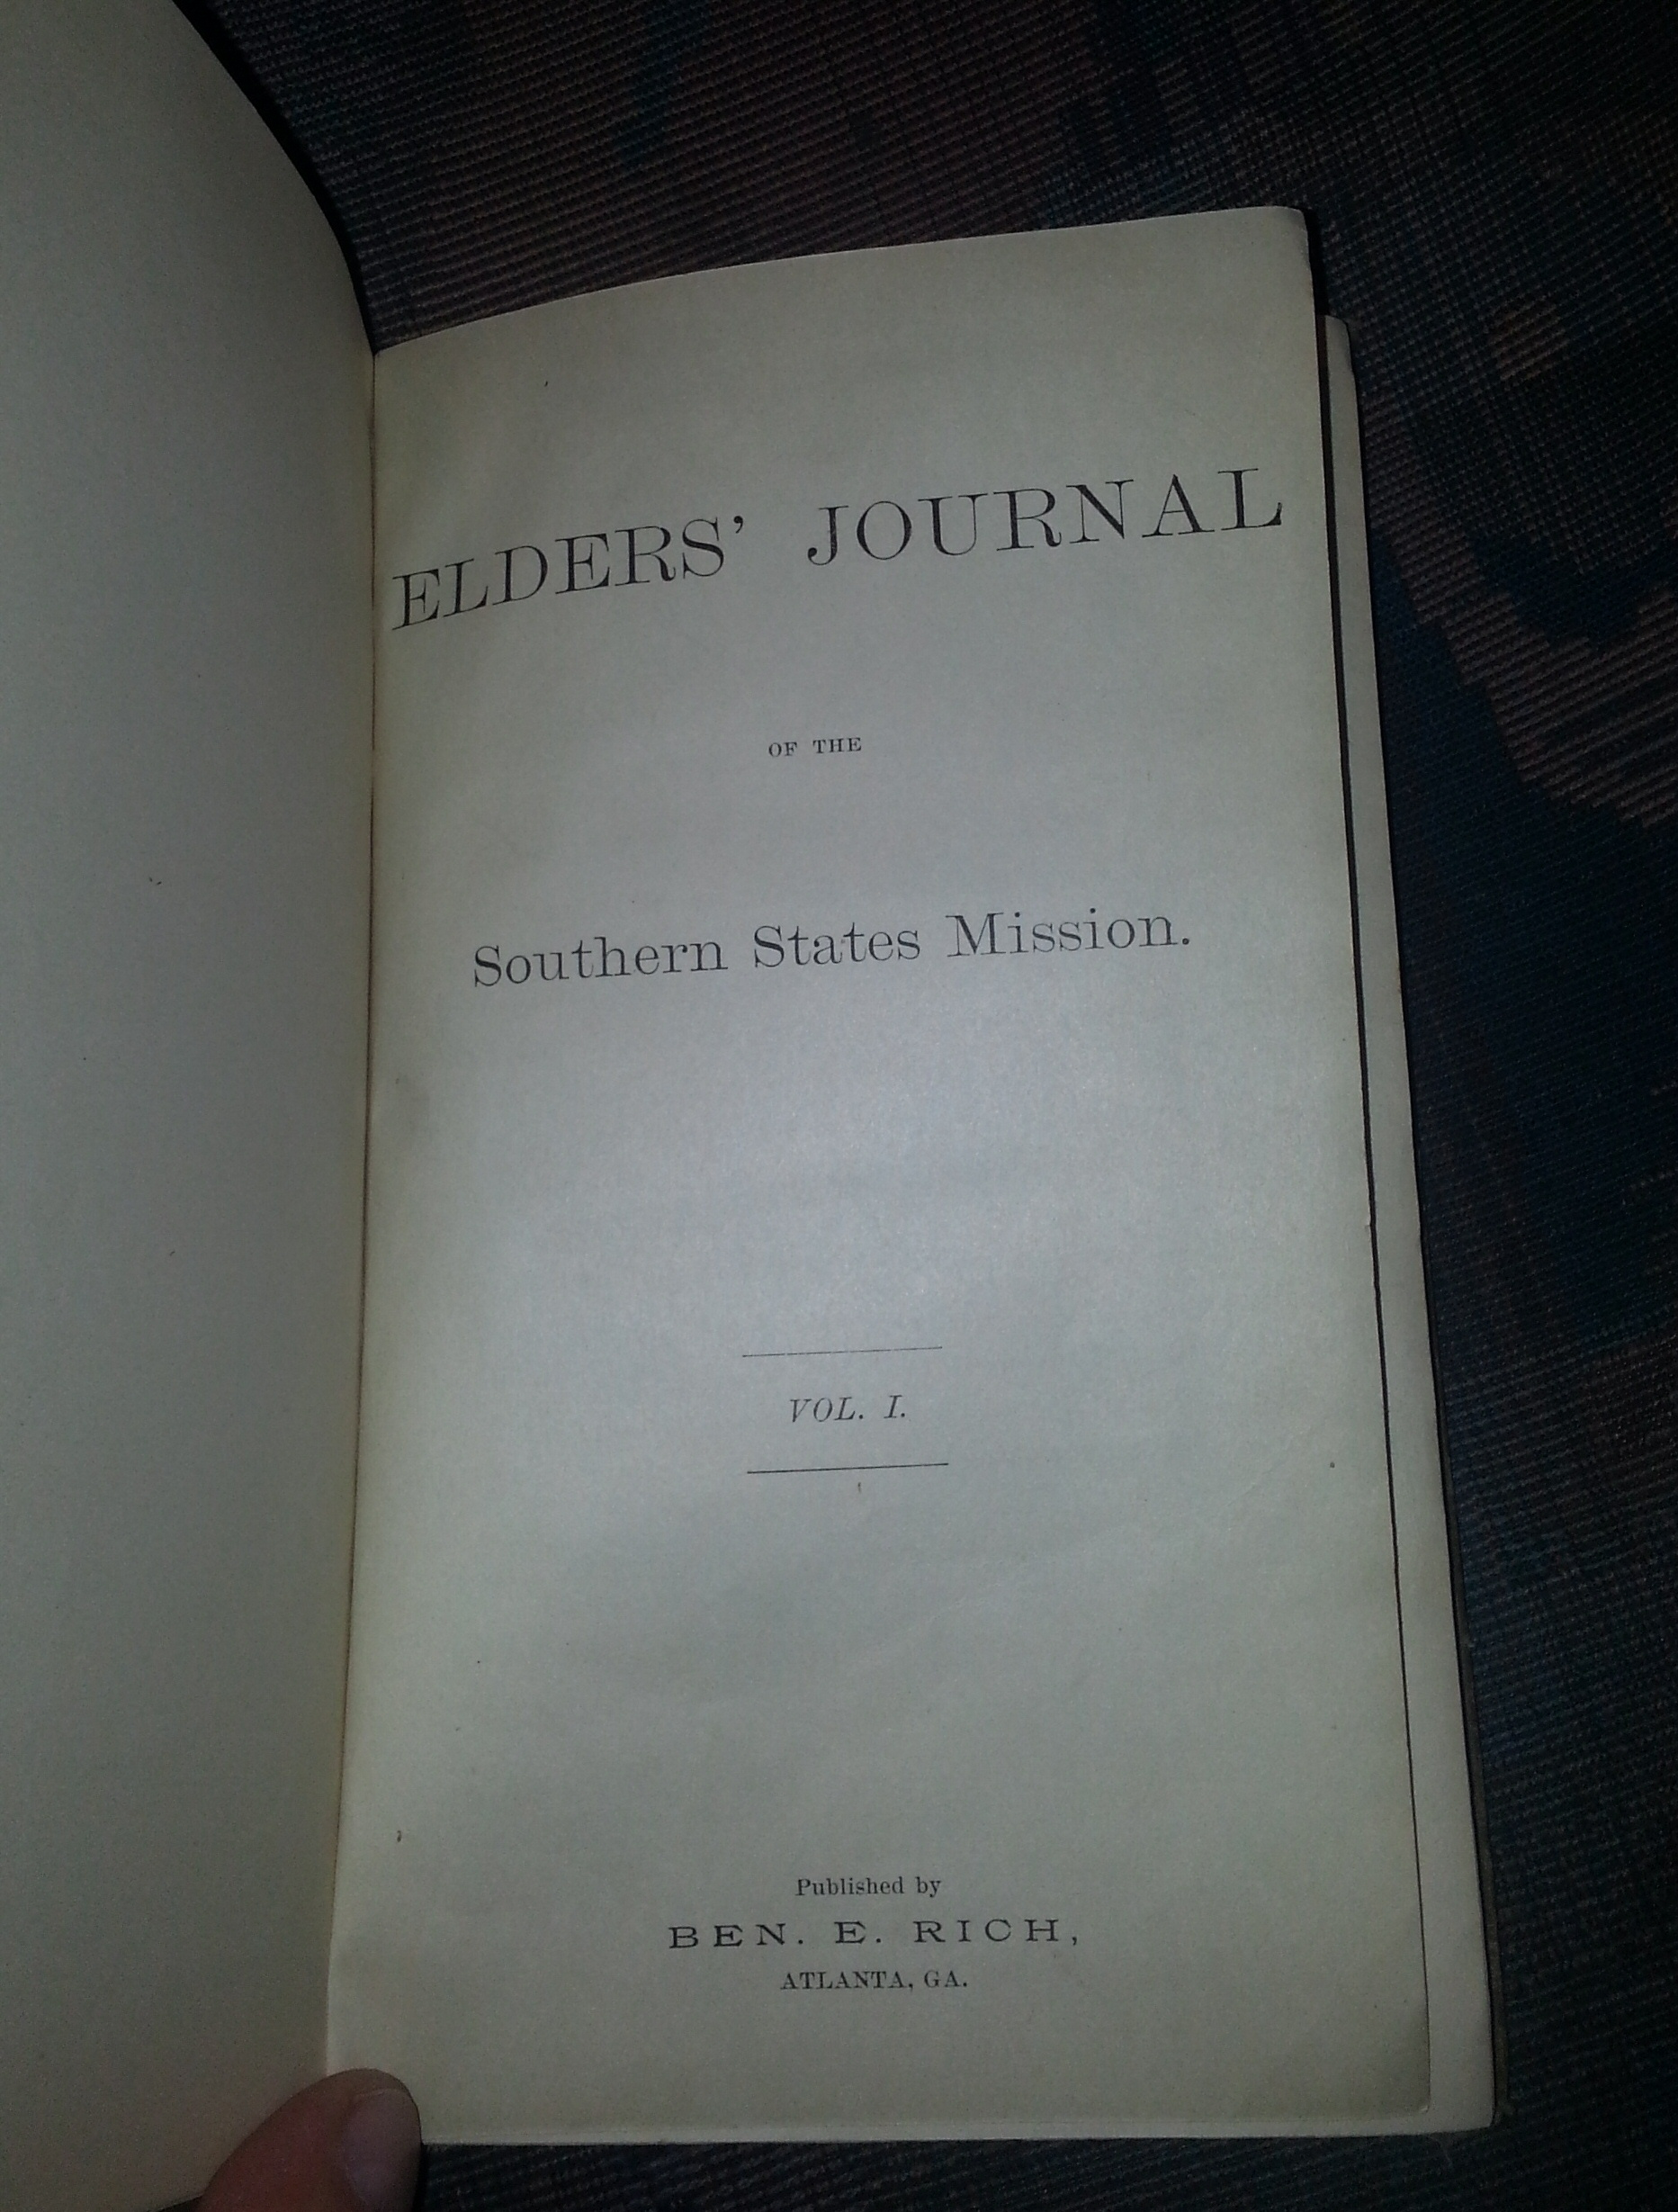 ELDERS' JOURNAL
OF THE
Southern States Mission.
VOL. I.
Published by
BEN. E. RICH,
ATLANTA, GA.